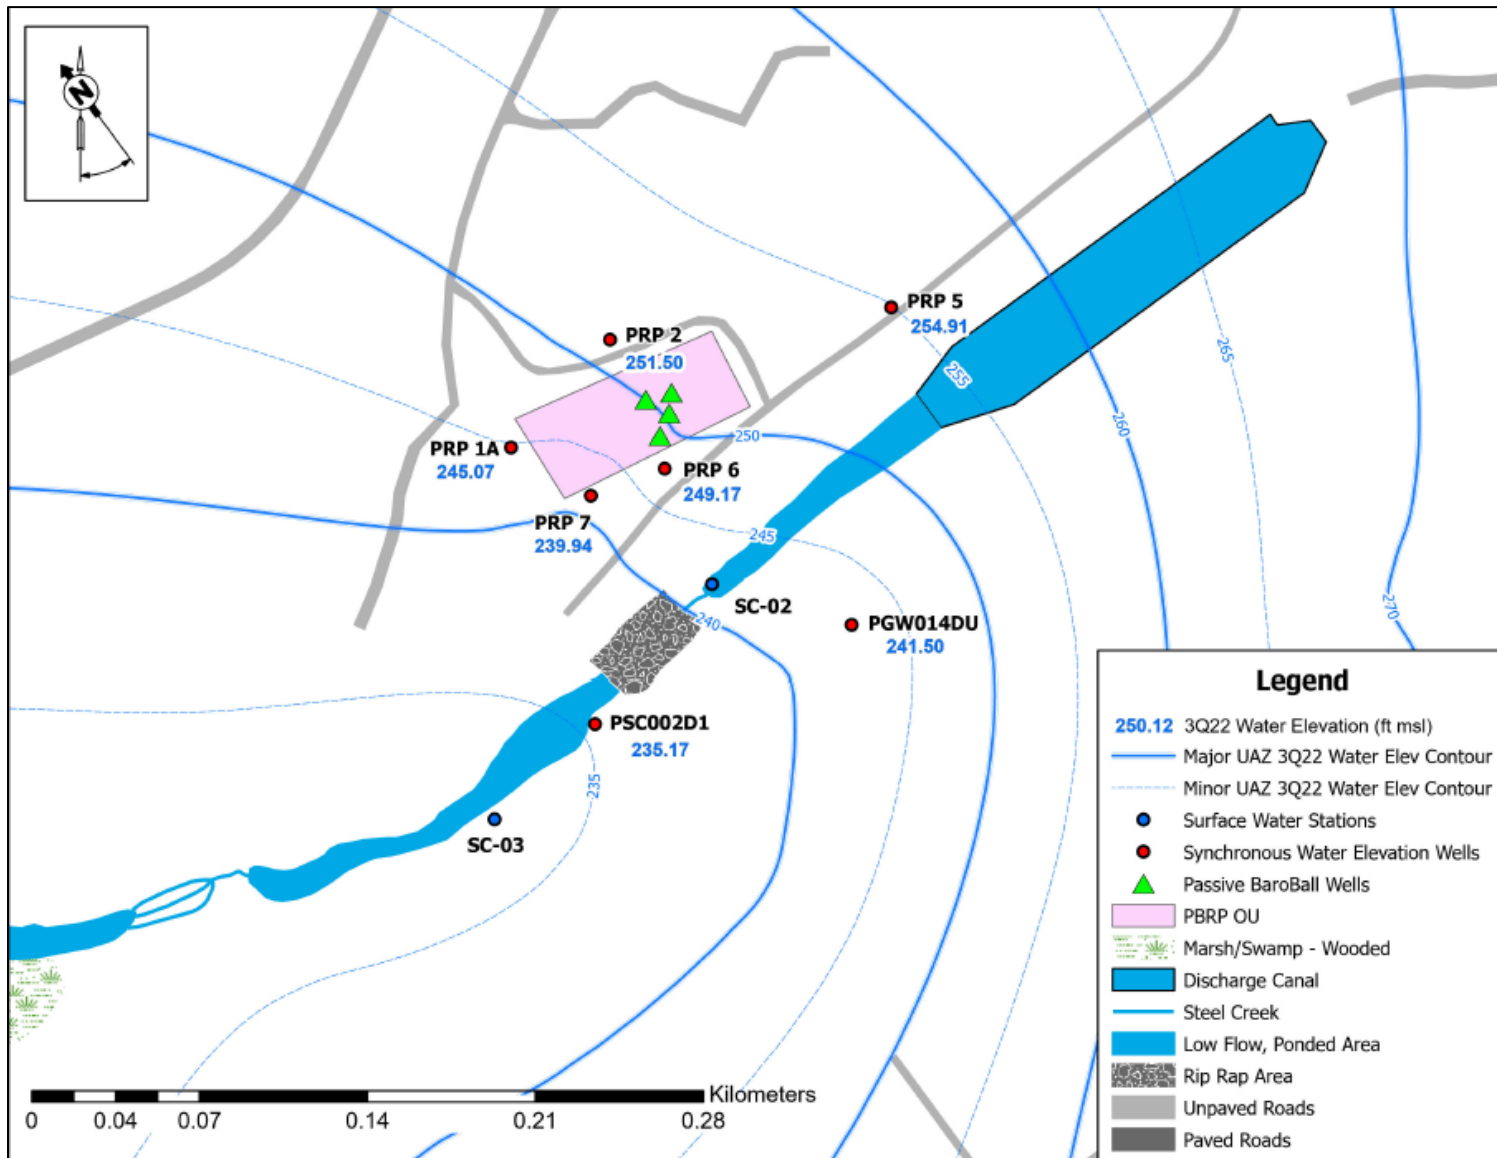 N
PRP 5
254.91
PRP 2
251.50
255
265
260
250
PRP 1A
245.07
PRP 6
249.17
PRP 7
239.94
245
270
SC-02
240
PGW014DU
241.50
PSC002D1
235.17
235
SC-03
Legend
250.12 3Q22 Water Elevation (ft msl)
Major UAZ 3Q22 Water Elev Contour
Minor UAZ 3Q22 Water Elev Contour
Surface Water Stations
Synchronous Water Elevation Wells
Passive BaroBall Wells
PBRP OU
Marsh/Swamp - Wooded
Discharge Canal
Steel Creek
Low Flow, Ponded Area
Rip Rap Area
Unpaved Roads
Paved Roads
Kilometers
0 0.04 0.07 0.14 0.21 0.28